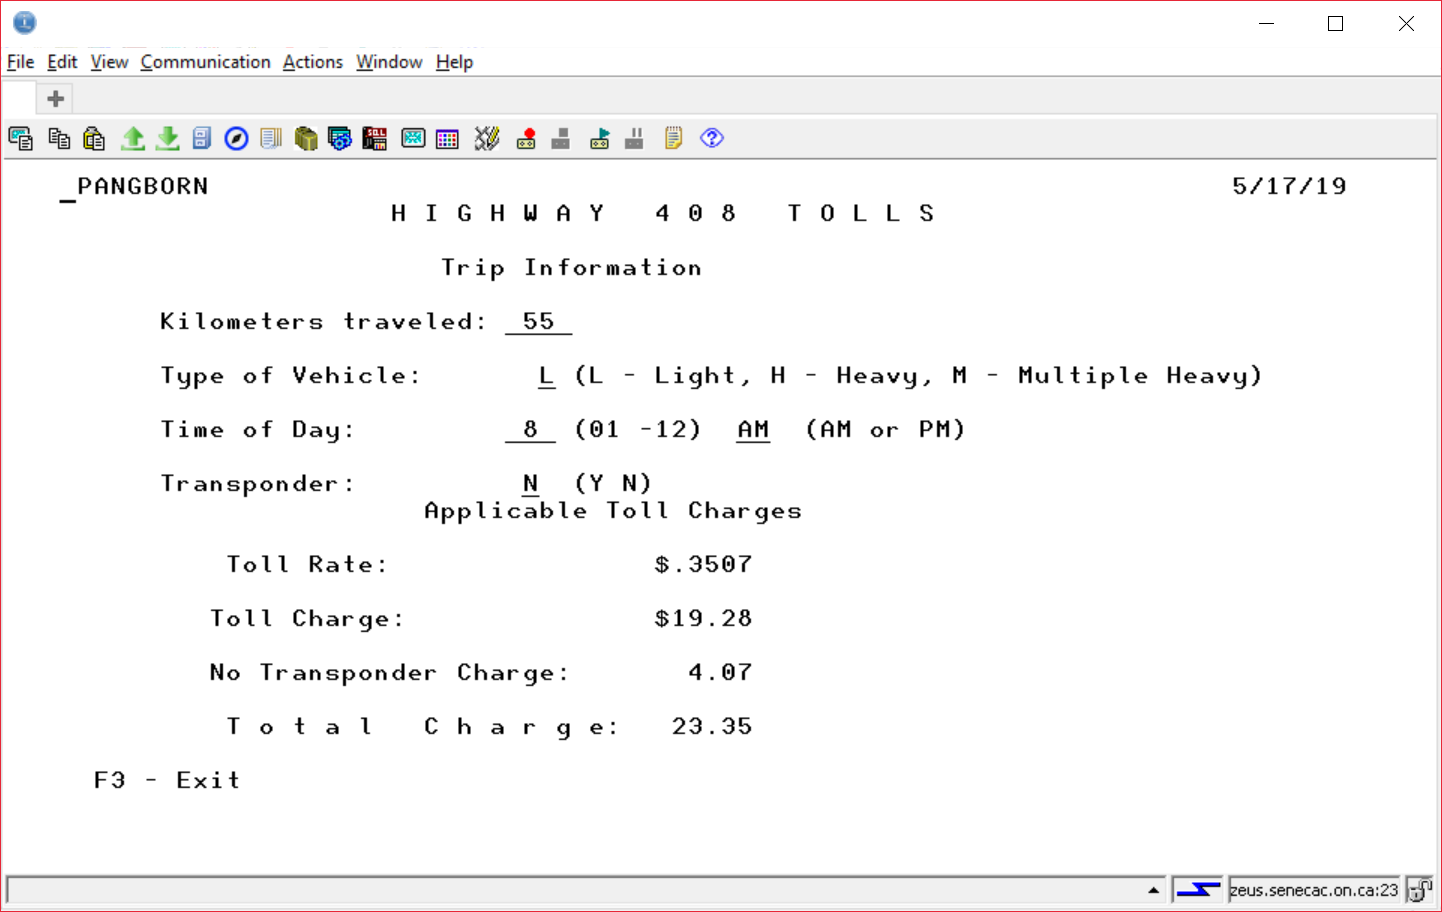 File Edit View Communication Actions Window Help
_PANGBORN 5/17/19
H I G H W A Y 4 0 8 T O L L S
Trip Information
Kilometers traveled: 55
Type of Vehicle: L (L - Light, H - Heavy, M - Multiple Heavy)
Time of Day: 8 (01 -12) AM (AM or PM)
Transponder: N (Y N)
Applicable Toll Charges
Toll Rate: $.3507
Toll Charge: $19.28
No Transponder Charge: 4.07
T o t a l C h a r g e: 23.35
F3 - Exit
zeus.senecac.on.ca:23